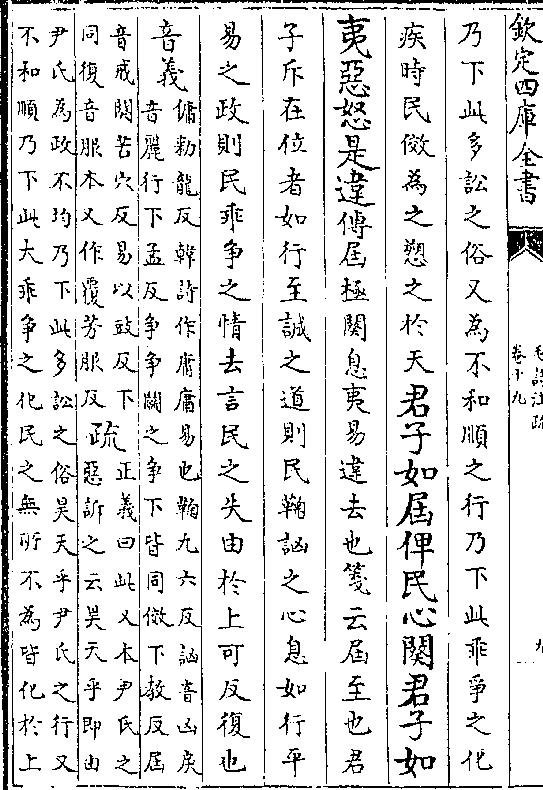 欽定四庫全書
毛詩注疏
卷十九
九
乃下此多訟之俗又為不和順之行乃下此乖爭之化
疾時民傚為之愬之於天君子如屆俾民心闋君子如
夷惡怒是違傳屆極闋息夷易違去也箋云屆至也君
子斥在位者如行至誠之道則民鞠訩之心息如行平
易之政則民乖爭之情去言民之失由於上可反復也
音義傭勑龍反韓詩作庸庸易也鞠九六反訩音凶戾
音麗行下孟反爭爭鬭之爭下皆同傚下教反屆
音戒闋苦穴反易以豉反下
同復音服本又作覆芳服反疏正義曰此又本尹氏之
惡訴之云昊天乎即由
尹氏為政不均乃下此多訟之俗昊天乎尹氏之行又
不和順乃下此大乖爭之化民之無所不為皆化於上